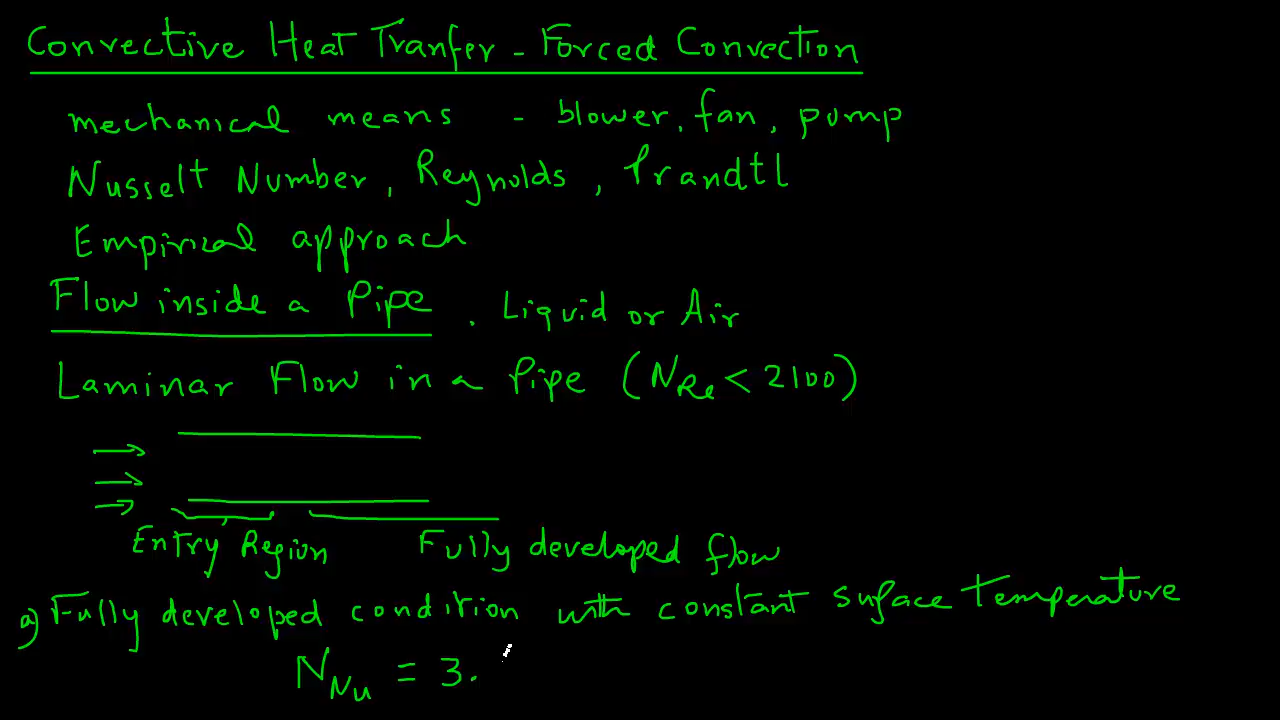 Convective Heat Tranfer - Forced Convection
mechanical means - blower, fan, pump
Nusselt Number, Reynolds, Prandtl
Empirical approach
Flow inside a Pipe . Liquid or Air
Laminar Flow in a Pipe (N_Re < 2100)
Entry Region Fully developed flow
a) Fully developed condition with constant surface temperature
N_Nu = 3.